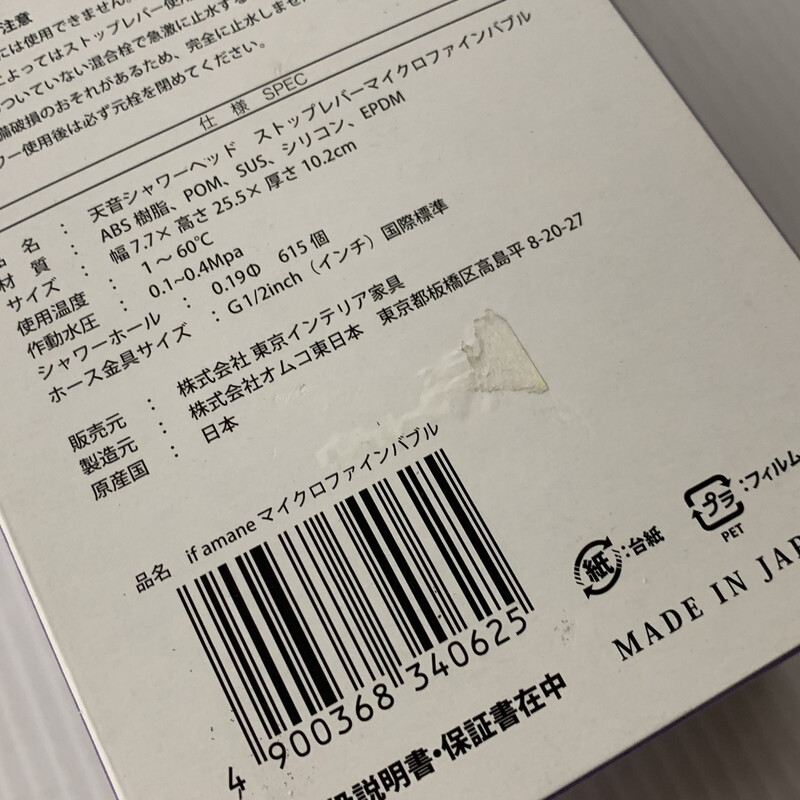 注意
には使用できません。
によってはストップレバー使用
ついていない混合栓で急激に止水する
備破損のおそれがあるため、完全に止水しませ
ワー使用後は必ず元栓を閉めてください。
仕 様 SPEC
品 名 : 天音シャワーヘッド ストップレバーマイクロファインバブル
材 質 : ABS 樹脂、POM、SUS、シリコン、EPDM
サイズ : 幅 7.7× 高さ 25.5× 厚さ 10.2cm
使用温度 : 1～60℃
作動水圧 : 0.1~0.4Mpa
シャワーホール : 0.19Φ 615 個
ホース金具サイズ : G1/2inch（インチ）国際標準
販売元 : 株式会社 東京インテリア家具
製造元 : 株式会社オムコ東日本 東京都板橋区高島平 8-20-27
原産国 : 日本
品名 if amane マイクロファインバブル
4 900368 340625
紙 :台紙
プラ :フィルム
PET
MADE IN JAP
扱説明書・保証書在中